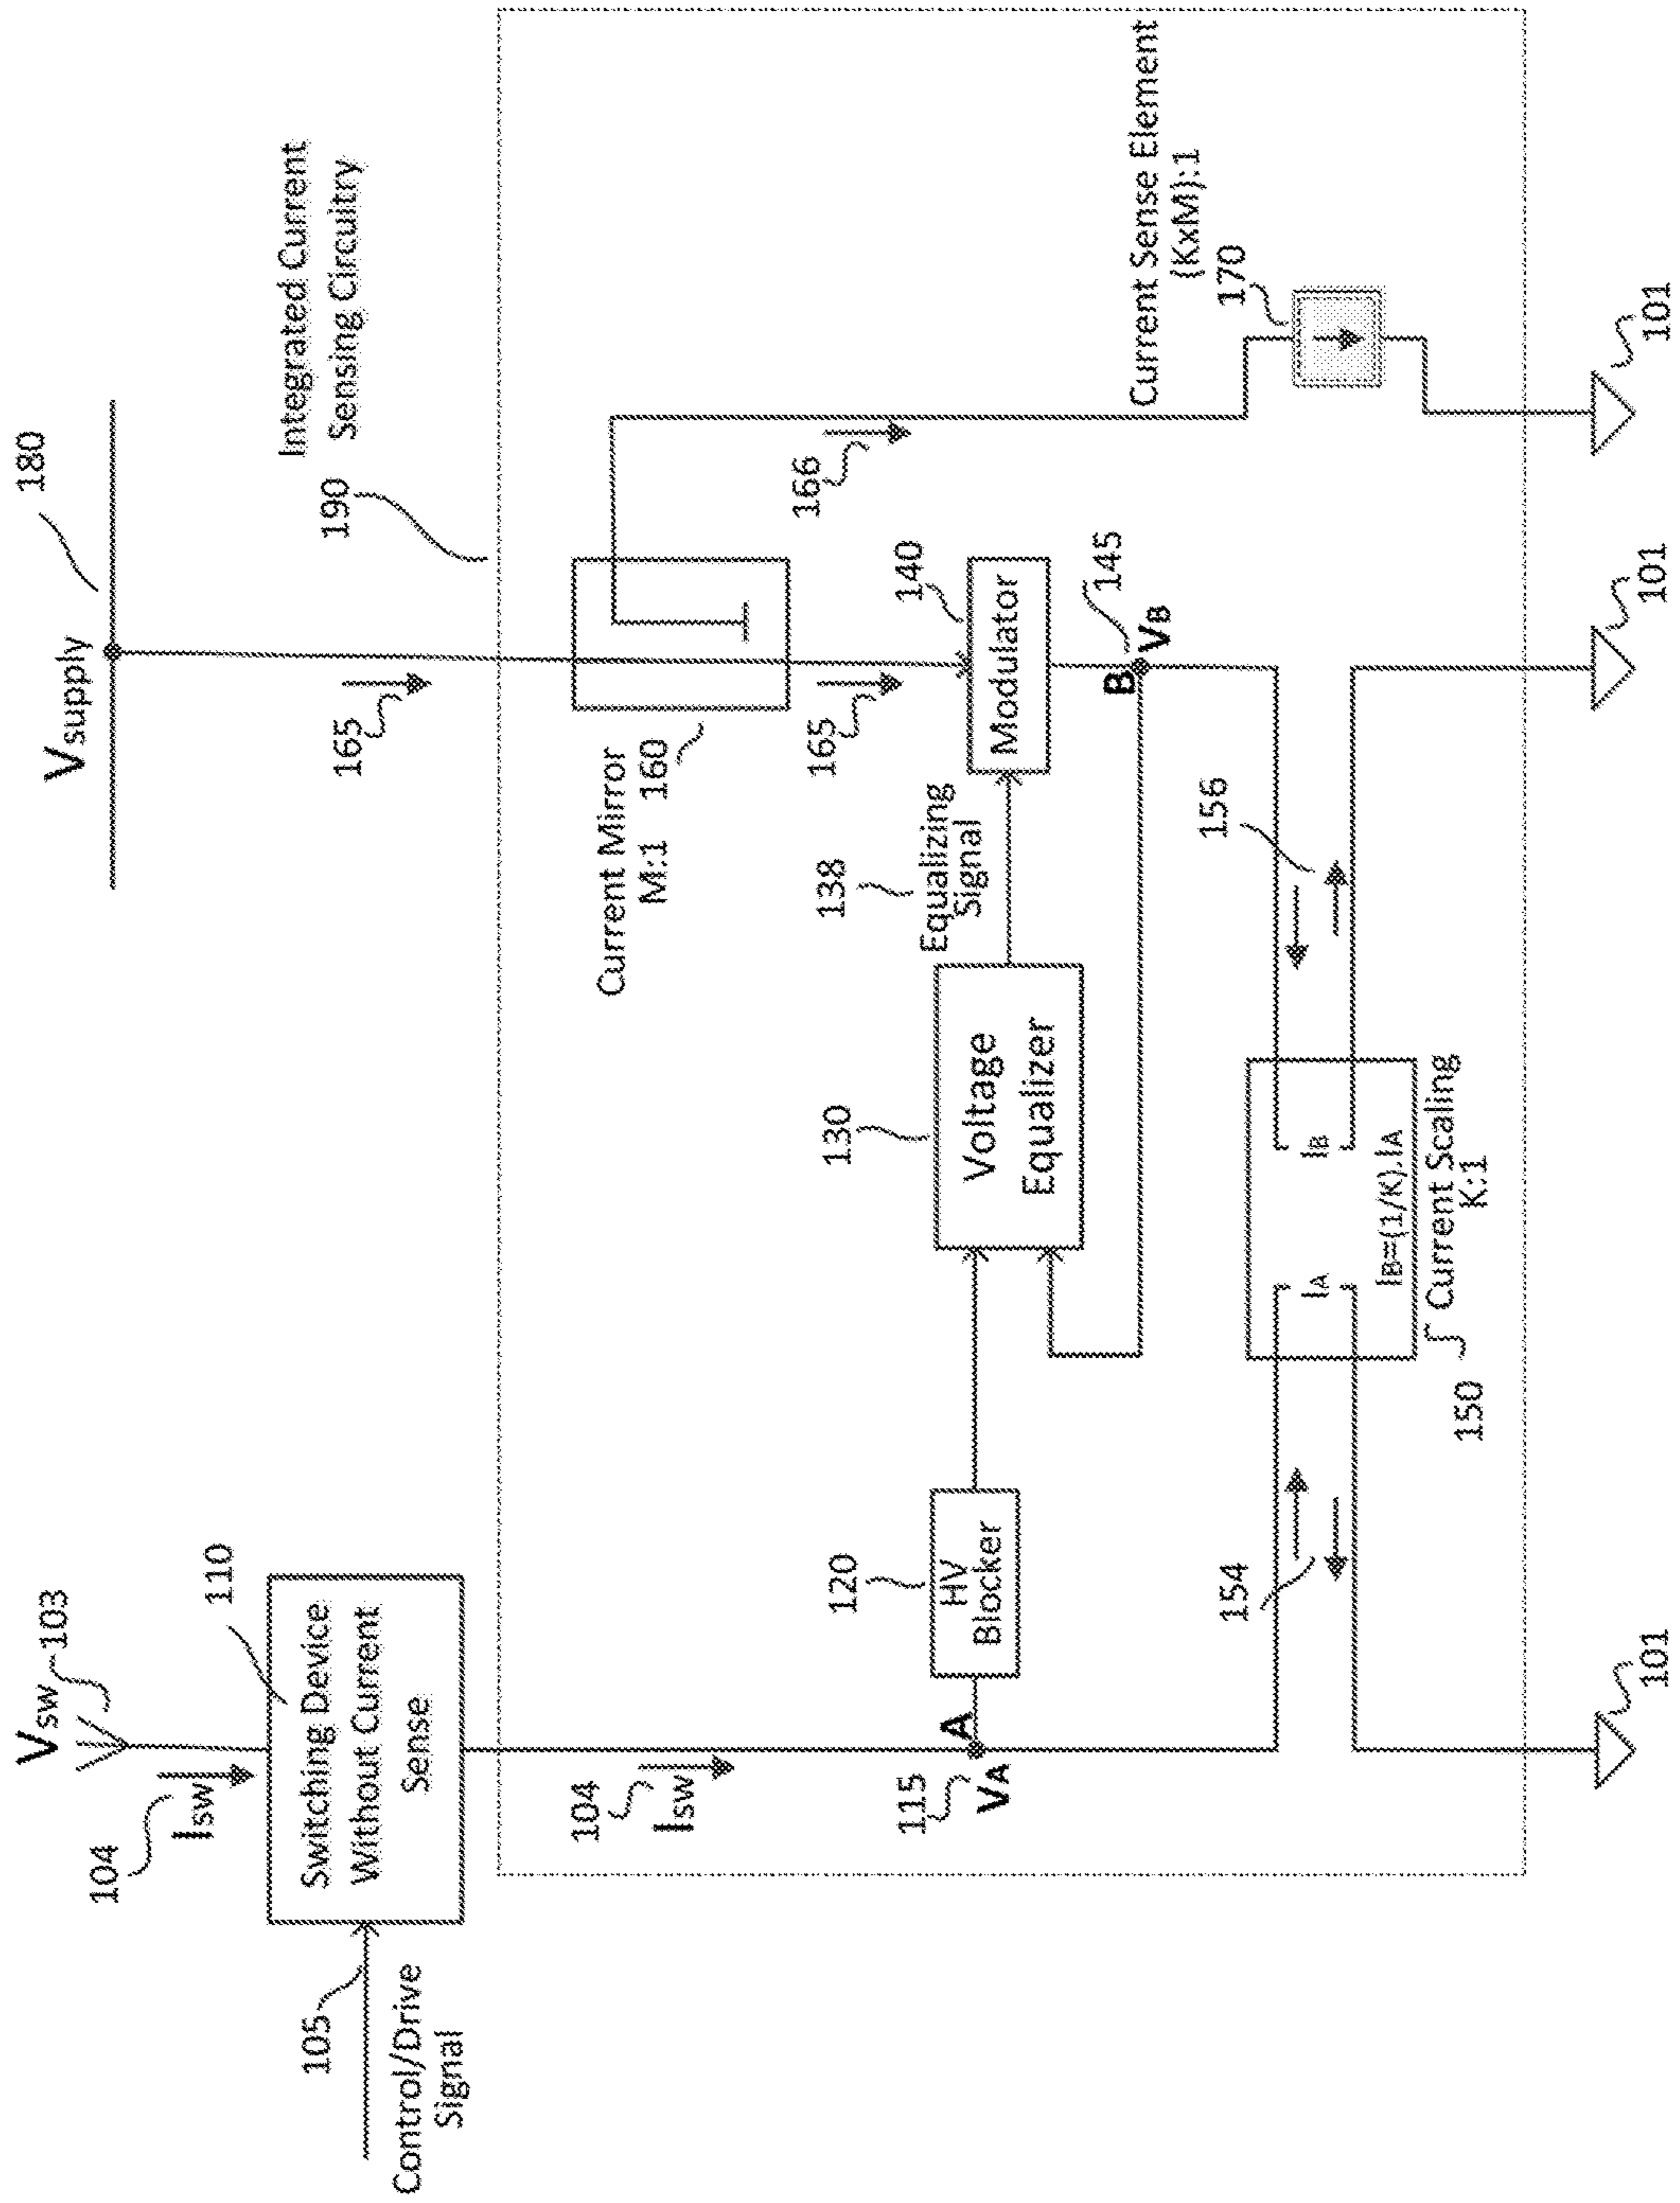 Vsupply
180
Integrated Current
Sensing Circuitry
190
VSW
103
104
ISW
110
Switching Device
Without Current
Sense
105
Control/Drive
Signal
165
Current Mirror
M:1
160
165
166
104
ISW
115
VA
A
120
HV
Blocker
130
Voltage
Equalizer
138
Equalizing
Signal
140
Modulator
145
B
VB
Current Sense Element
(KxM):1
170
154
156
IA
IB
IB=(1/K).IA
150
Current Scaling
K:1
101
101
101